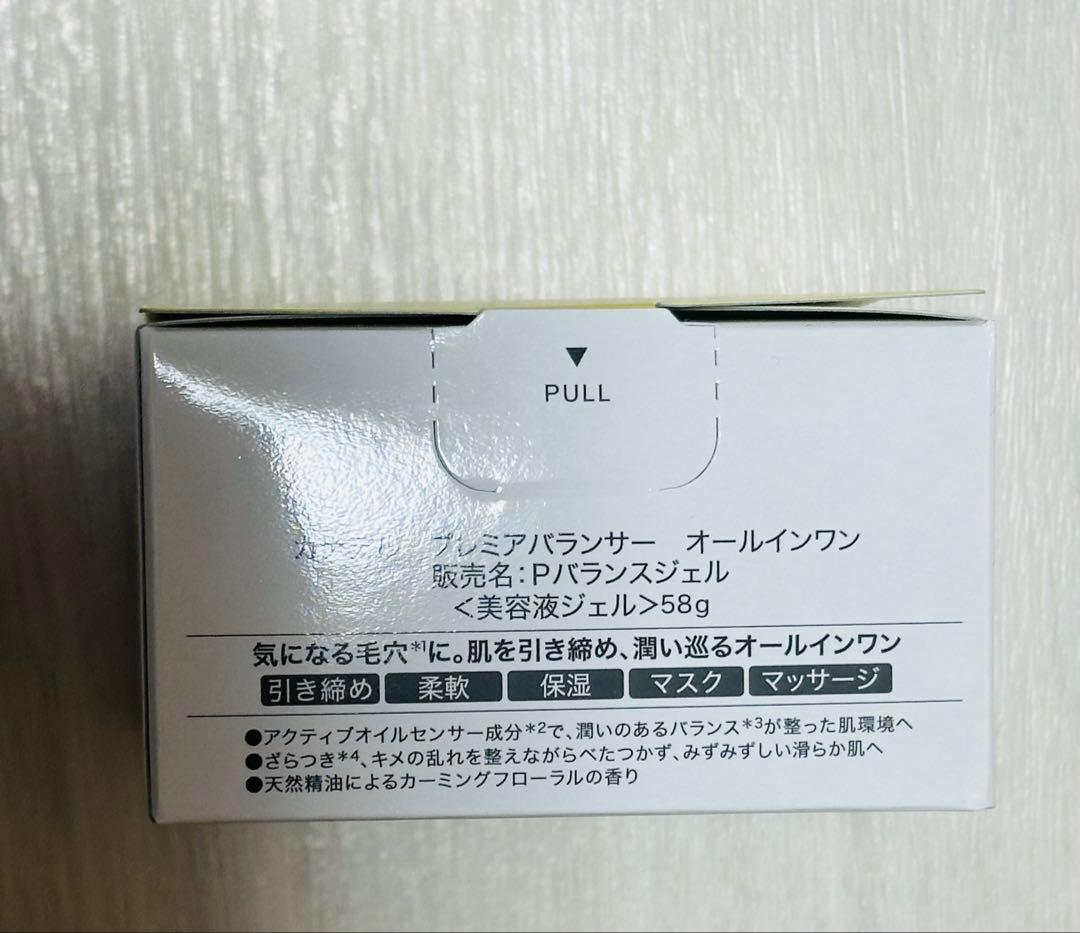 ▼
PULL
プレミアバランサー　オールインワン
販売名:Pバランスジェル
<美容液ジェル>58g
気になる毛穴*1に。肌を引き締め、潤い巡るオールインワン
引き締め 柔軟 保湿 マスク マッサージ
●アクティブオイルセンサー成分*2で、潤いのあるバランス*3が整った肌環境へ
●ざらつき*4、キメの乱れを整えながらべたつかず、みずみずしい滑らか肌へ
●天然精油によるカーミングフローラルの香り